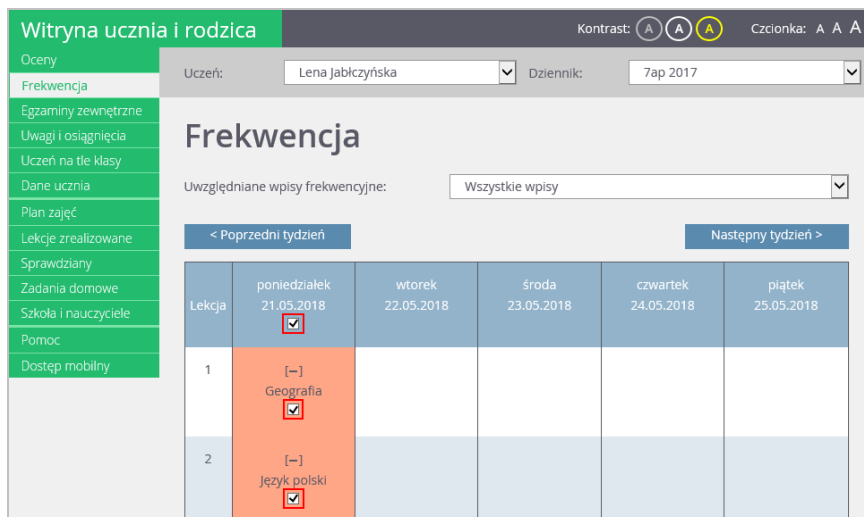 Witryna ucznia i rodzica
Kontrast: A A A Czcionka: A A A
Oceny
Frekwencja
Egzaminy zewnętrzne
Uwagi i osiągnięcia
Uczeń na tle klasy
Dane ucznia
Plan zajęć
Lekcje zrealizowane
Sprawdziany
Zadania domowe
Szkoła i nauczyciele
Pomoc
Dostęp mobilny
Uczeń: Lena Jabłczyńska Dziennik: 7ap 2017
Frekwencja
Uwzględniane wpisy frekwencyjne: Wszystkie wpisy
< Poprzedni tydzień Następny tydzień >
Lekcja poniedziałek wtorek środa czwartek piątek
21.05.2018 22.05.2018 23.05.2018 24.05.2018 25.05.2018
1 [—]
Geografia
2 [—]
Język polski